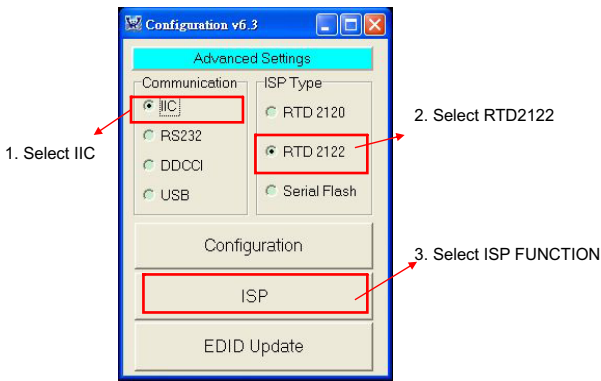 Configuration v6.3
Advanced Settings
Communication
IIC
RS232
DDCCI
USB
ISP Type
RTD 2120
RTD 2122
Serial Flash
Configuration
ISP
EDID Update
1. Select IIC
2. Select RTD2122
3. Select ISP FUNCTION